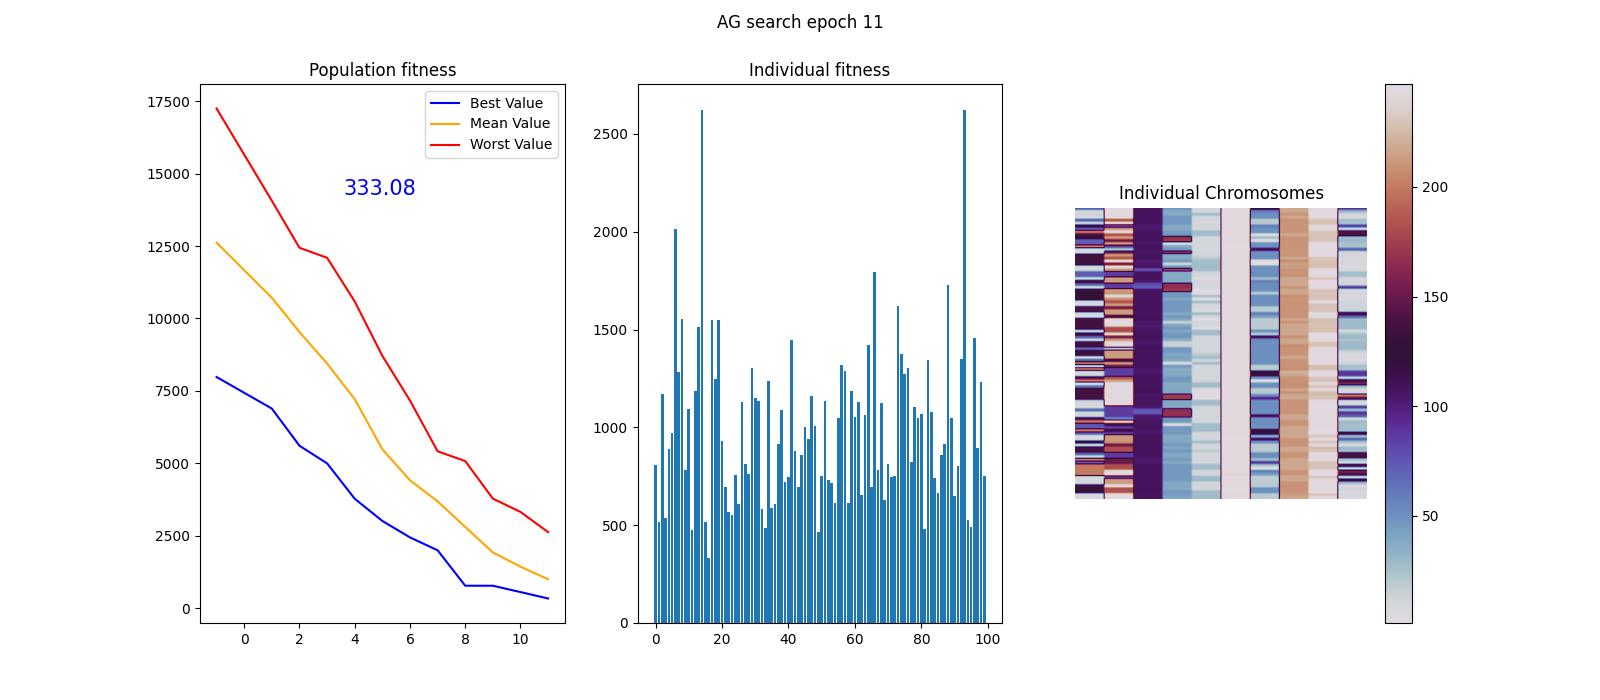 AG search epoch 11
Population fitness
17500
15000
12500
10000
7500
5000
2500
0
0 2 4 6 8 10
Best Value
Mean Value
Worst Value
333.08
Individual fitness
2500
2000
1500
1000
500
0
0 20 40 60 80 100
Individual Chromosomes
200
150
100
50